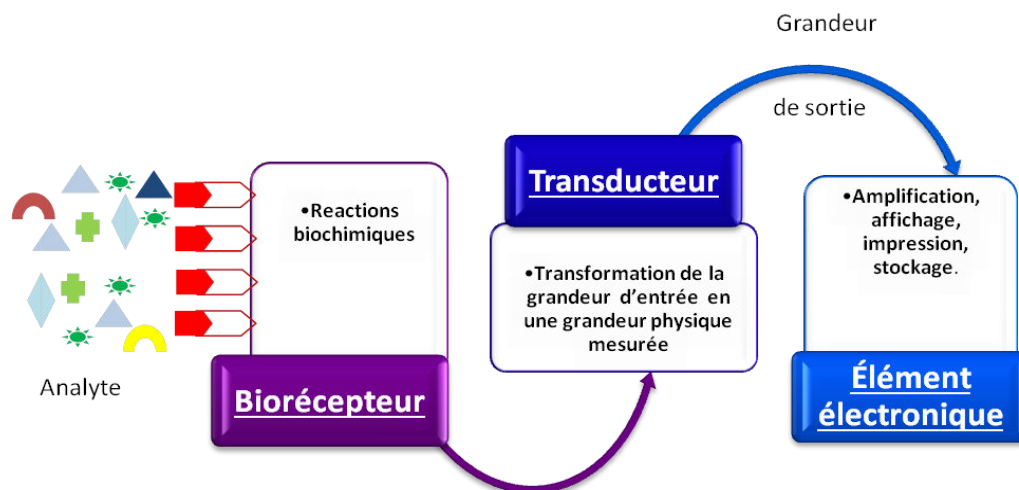 Analyte
•Reactions
biochimiques
Biorécepteur
Transducteur
•Transformation de la
grandeur d’entrée en
une grandeur physique
mesurée
Grandeur
de sortie
•Amplification,
affichage,
impression,
stockage.
Élément
électronique